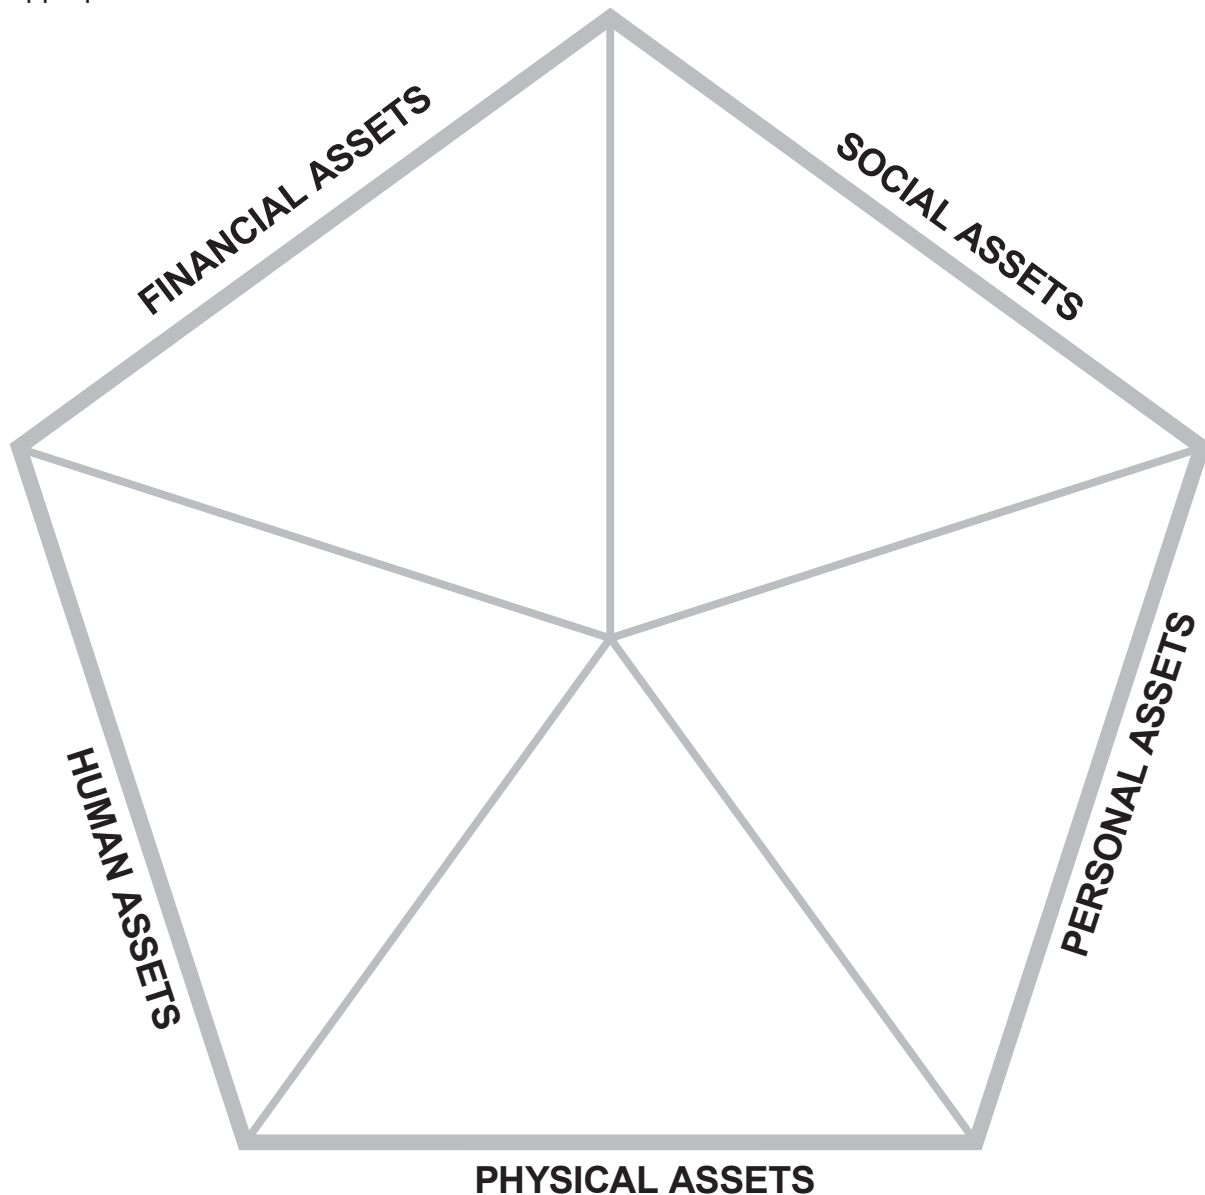 FINANCIAL ASSETS
SOCIAL ASSETS
HUMAN ASSETS
PERSONAL ASSETS
PHYSICAL ASSETS